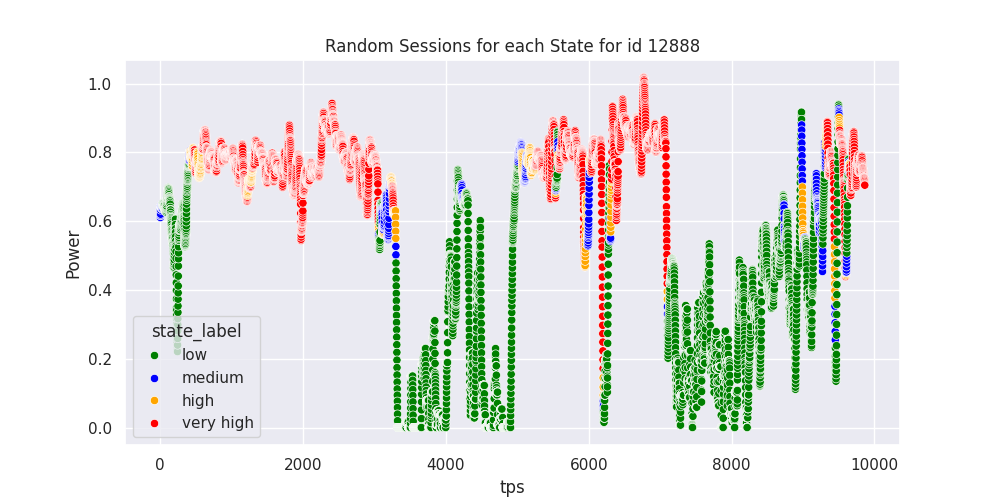 Random Sessions for each State for id 12888
1.0
0.8
0.6
0.4
0.2
0.0
Power
state_label
low
medium
high
very high
0 2000 4000 6000 8000 10000
tps